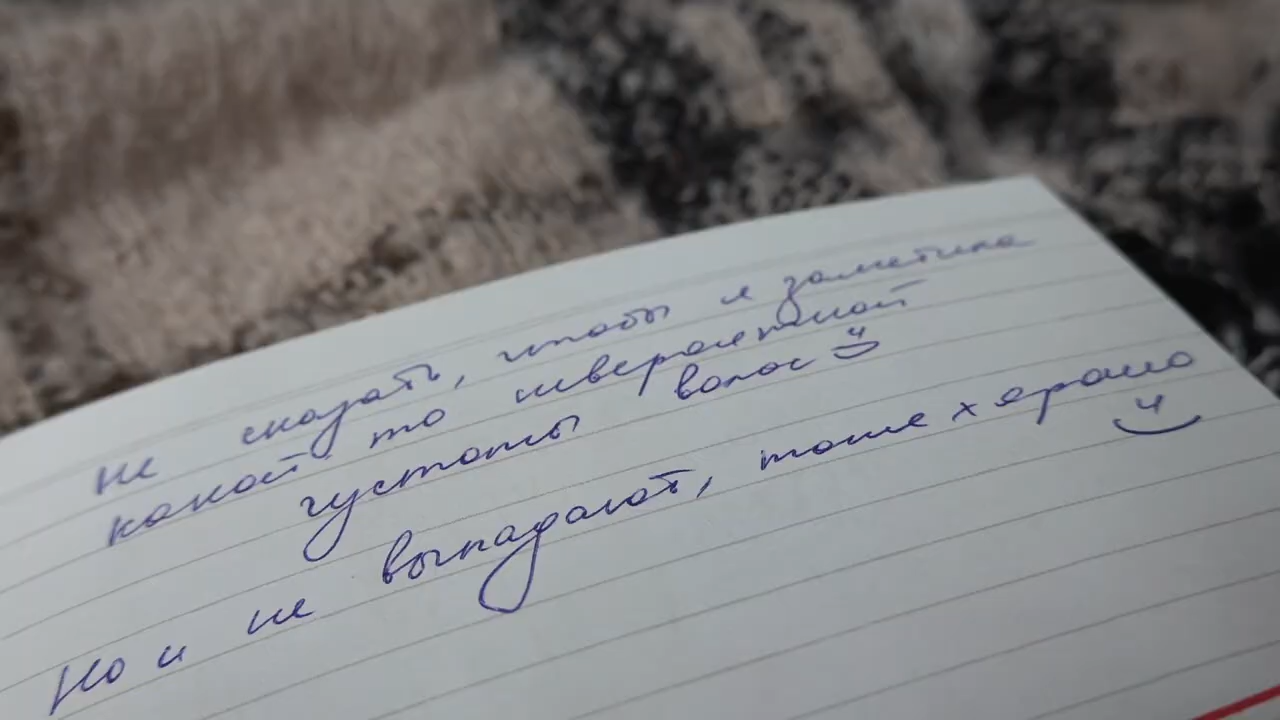 не сказать, чтобы я заметила
какой то невероятной
густоты волос
Но и не выпадают, тоже хорошо